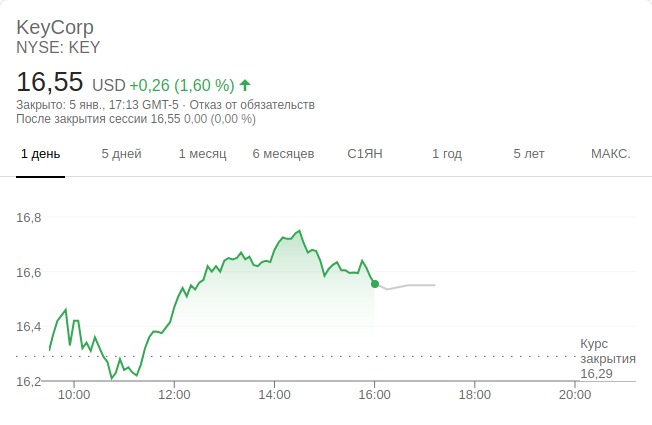 KeyCorp
NYSE: KEY
16,55 USD +0,26 (1,60 %)
Закрыто: 5 янв., 17:13 GMT-5 · Отказ от обязательств
После закрытия сессии 16,55 0,00 (0,00 %)
1 день 5 дней 1 месяц 6 месяцев С1ЯН 1 год 5 лет МАКС.
16,8
16,6
16,4
Курс
закрытия
16,29
16,2
10:00 12:00 14:00 16:00 18:00 20:00